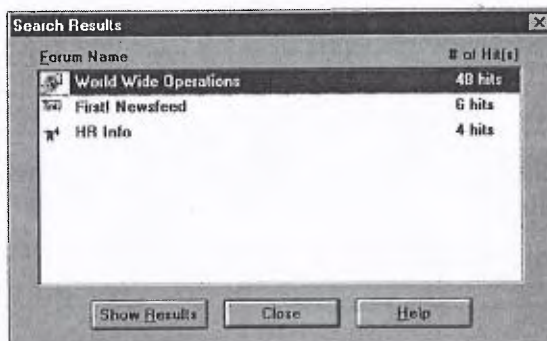 Search Results
Forum Name # of Hit(s)
World Wide Operations 48 hits
First! Newsfeed 6 hits
HR Info 4 hits
Show Results Close Help